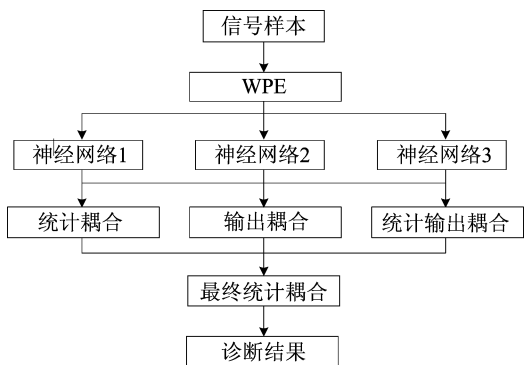 信号样本
WPE
神经网络1
神经网络2
神经网络3
统计耦合
输出耦合
统计输出耦合
最终统计耦合
诊断结果